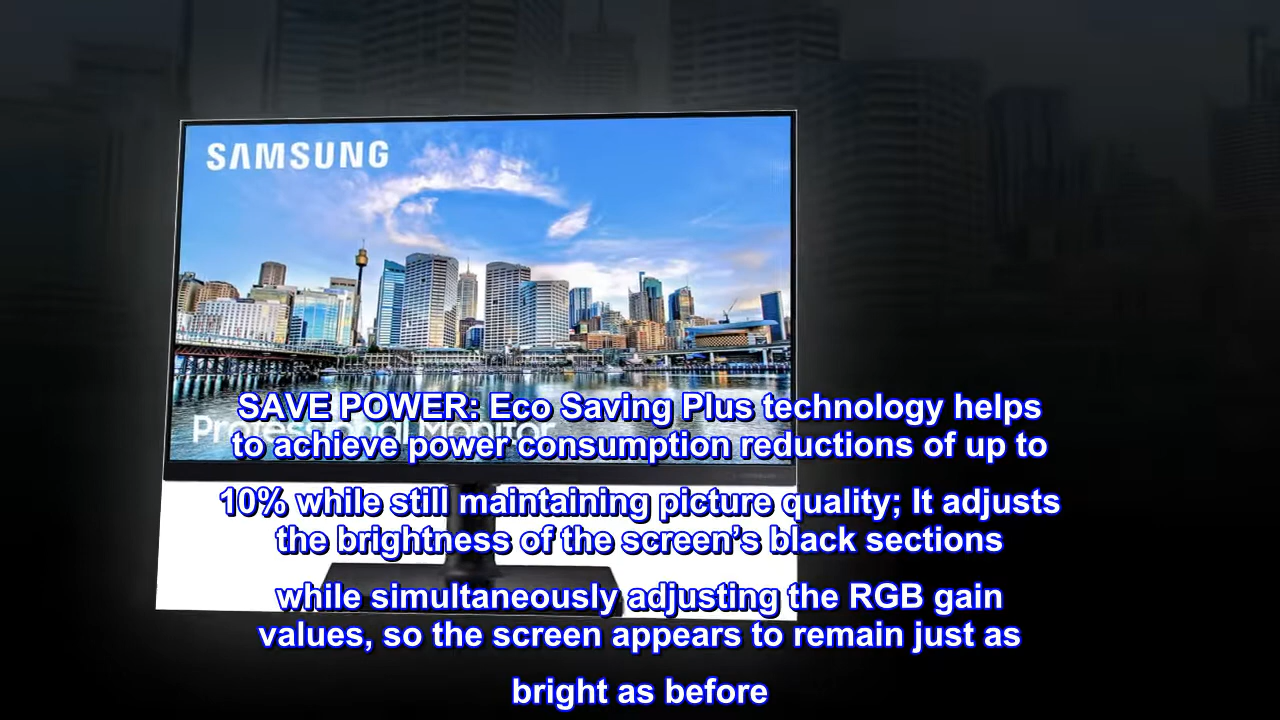 SAMSUNG
Professional Monitor
SAVE POWER: Eco Saving Plus technology helps
to achieve power consumption reductions of up to
10% while still maintaining picture quality; It adjusts
the brightness of the screen’s black sections
while simultaneously adjusting the RGB gain
values, so the screen appears to remain just as
bright as before